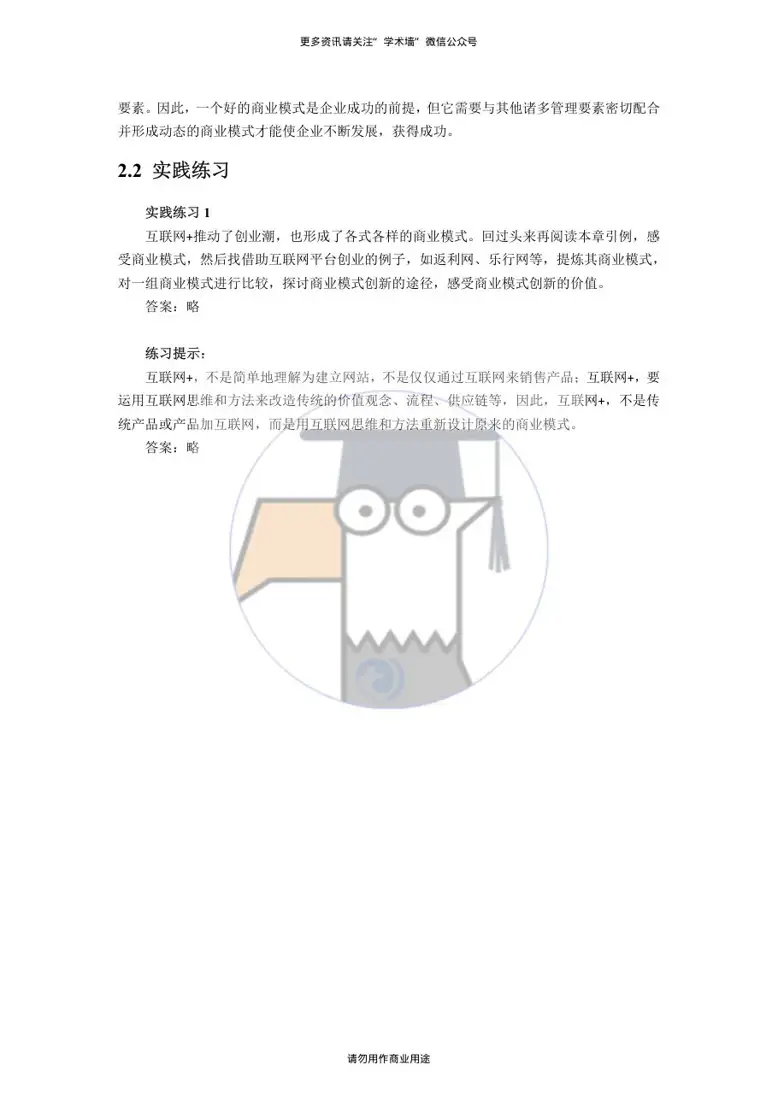 更多资讯请关注“学术墙”微信公众号
要素。因此，一个好的商业模式是企业成功的前提，但它需要与其他诸多管理要素密切配合
并形成动态的商业模式才能使企业不断发展，获得成功。
2.2 实践练习
实践练习 1
互联网+推动了创业潮，也形成了各式各样的商业模式。回过头来再阅读本章引例，感
受商业模式，然后找借助互联网平台创业的例子，如返利网、乐行网等，提炼其商业模式，
对一组商业模式进行比较，探讨商业模式创新的途径，感受商业模式创新的价值。
答案：略
练习提示：
互联网+，不是简单地理解为建立网站，不是仅仅通过互联网来销售产品；互联网+，要
运用互联网思维和方法来改造传统的价值观念、流程、供应链等，因此，互联网+，不是传
统产品或产品加互联网，而是用互联网思维和方法重新设计原来的商业模式。
答案：略
请勿用作商业用途